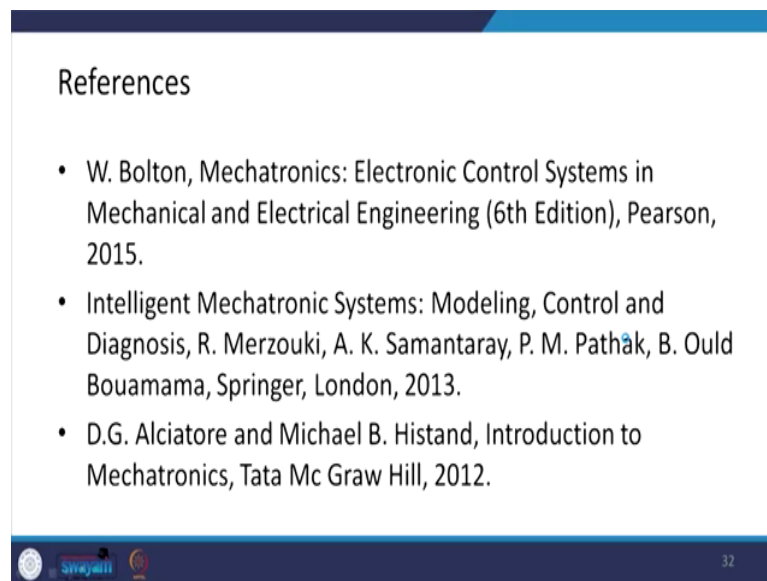 References
• W. Bolton, Mechatronics: Electronic Control Systems in
Mechanical and Electrical Engineering (6th Edition), Pearson,
2015.
• Intelligent Mechatronic Systems: Modeling, Control and
Diagnosis, R. Merzouki, A. K. Samantaray, P. M. Pathak, B. Ould
Bouamama, Springer, London, 2013.
• D.G. Alciatore and Michael B. Histand, Introduction to
Mechatronics, Tata Mc Graw Hill, 2012.
swayam
32